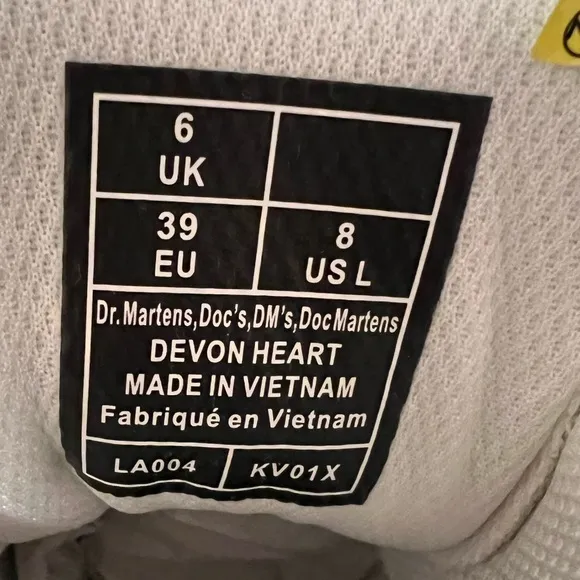 6
UK
39
EU
8
US L
Dr.Martens,Doc's,DM's,DocMartens
DEVON HEART
MADE IN VIETNAM
Fabriqué en Vietnam
LA004
KV01X